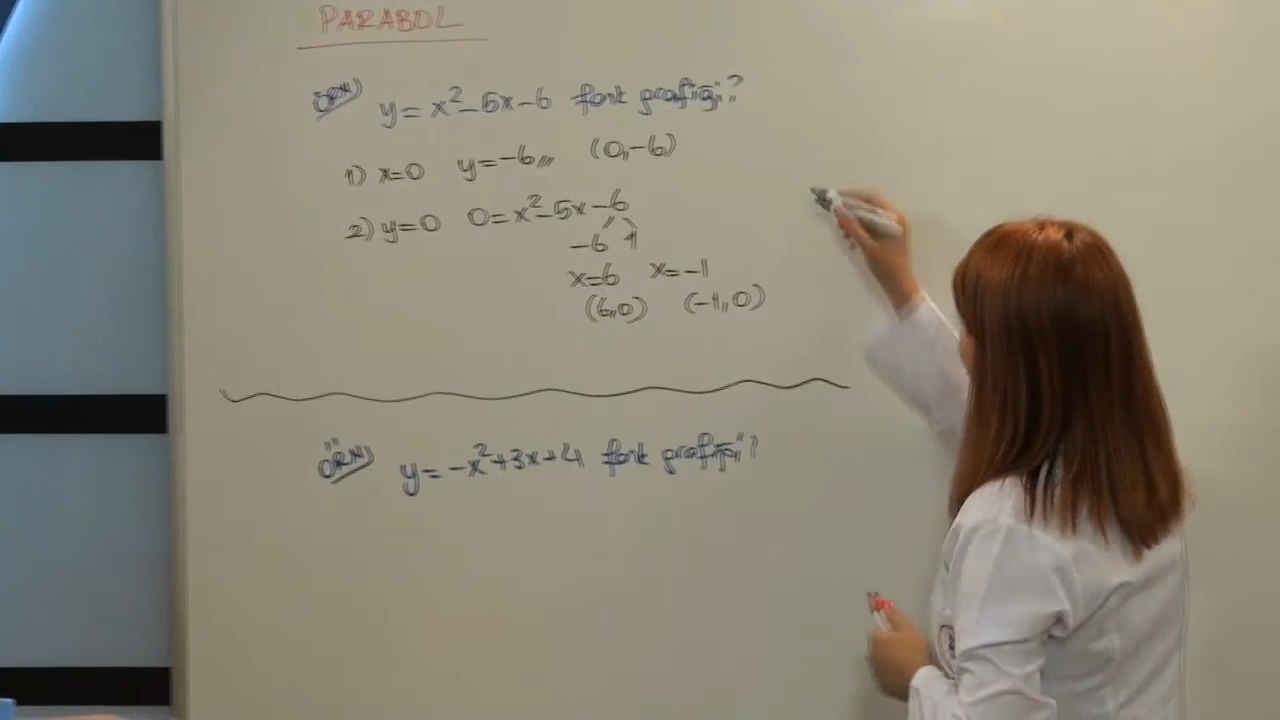 PARABOL
ÖRN) y = x² - 5x - 6 fonk grafiği?
1) x=0 y=-6,, (0,-6)
2) y=0 0=x²-5x-6
-6 1
x=6 x=-1
(6,0) (-1,0)
ÖRN) y = -x²+3x+4 fonk grafiği?